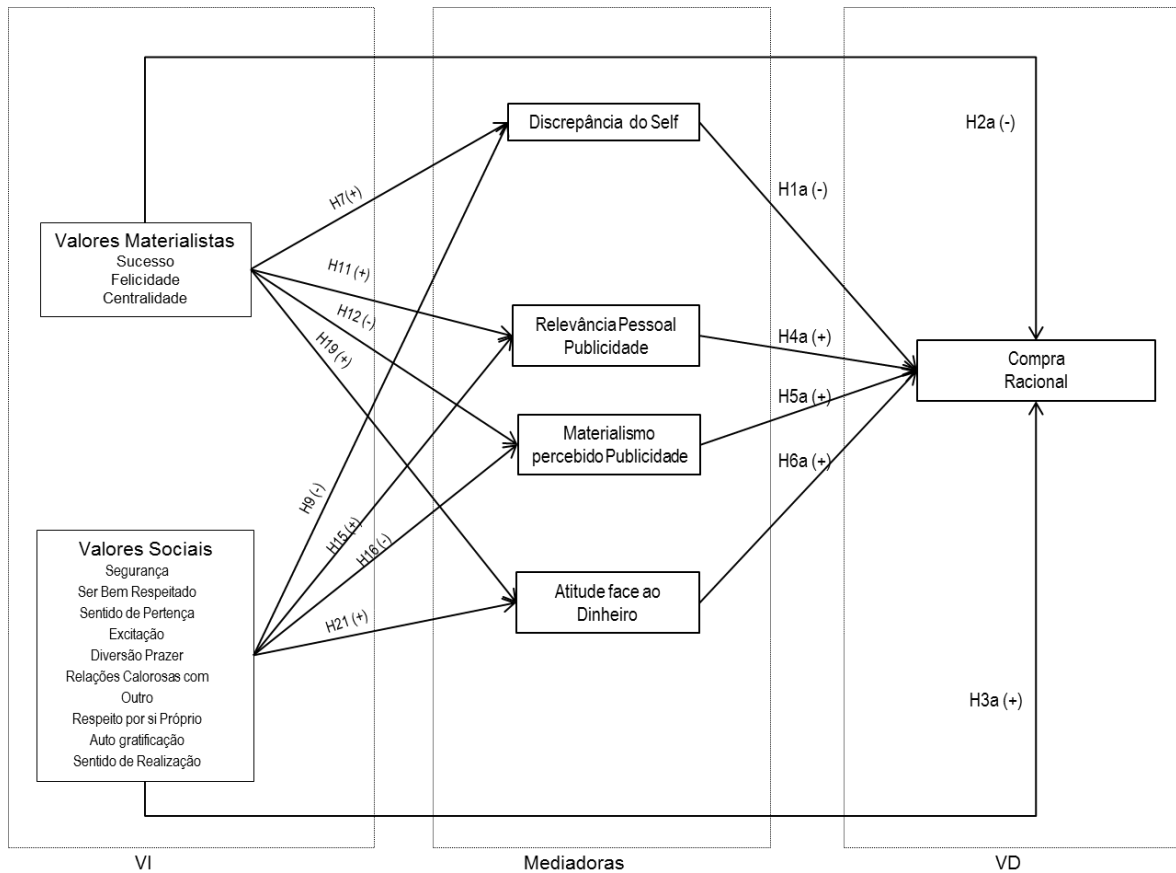 H2a (-)
Discrepância do Self
H1a (-)
H7(+)
Valores Materialistas
Sucesso
Felicidade
Centralidade
H11 (+)
H12 (-)
H19 (+)
Relevância Pessoal
Publicidade
H4a (+)
Compra
Racional
H5a (+)
Materialismo
percebido Publicidade
H6a (+)
H9 (-)
H15 (+)
H16 (-)
H21 (+)
Valores Sociais
Segurança
Ser Bem Respeitado
Sentido de Pertença
Excitação
Diversão Prazer
Relações Calorosas com
Outro
Respeito por si Próprio
Auto gratificação
Sentido de Realização
Atitude face ao
Dinheiro
H3a (+)
VI
Mediadoras
VD